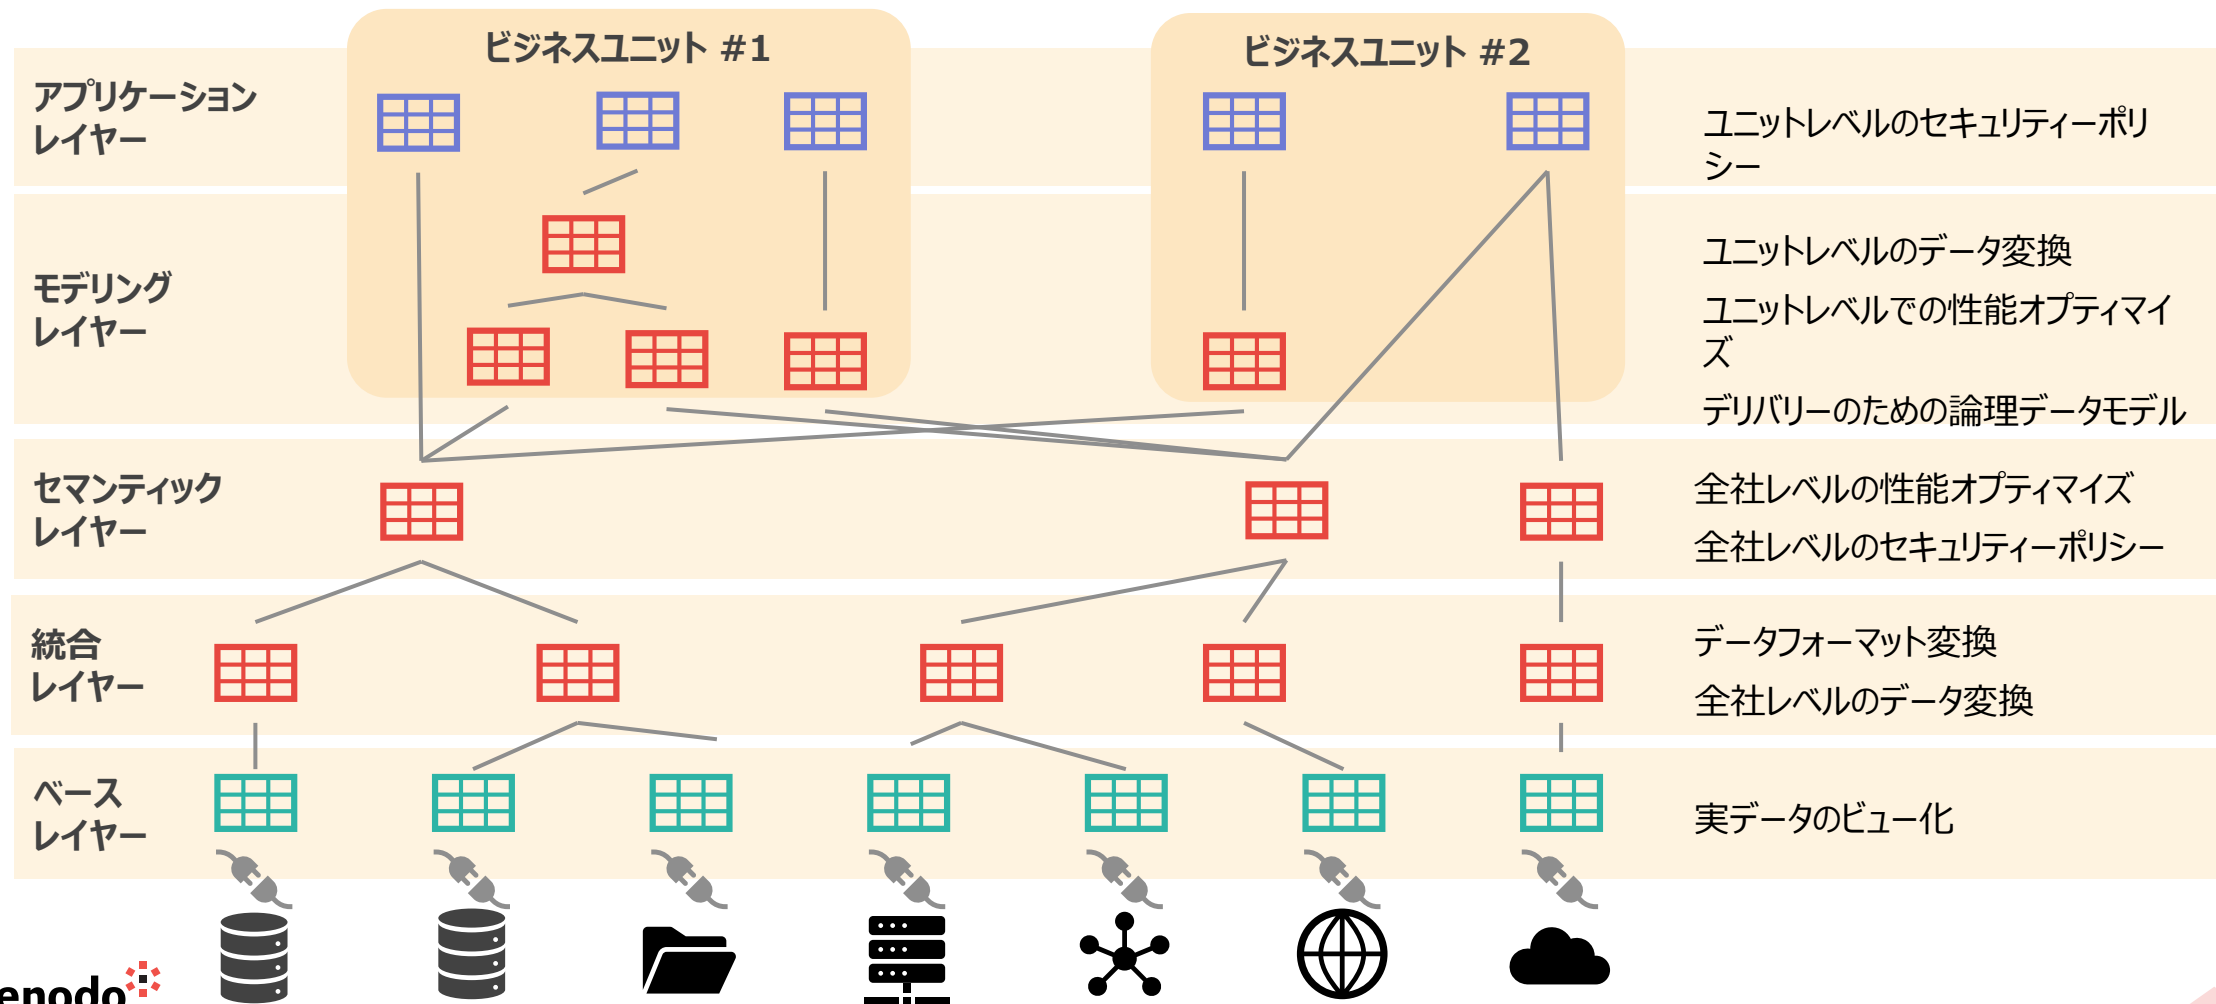 ビジネスユニット #1
ビジネスユニット #2
アプリケーション
レイヤー
ユニットレベルのセキュリティーポリ
シー
モデリング
レイヤー
ユニットレベルのデータ変換
ユニットレベルでの性能オプティマイ
ズ
デリバリーのための論理データモデル
セマンティック
レイヤー
全社レベルの性能オプティマイズ
全社レベルのセキュリティーポリシー
統合
レイヤー
データフォーマット変換
全社レベルのデータ変換
ベース
レイヤー
実データのビュー化
enodo